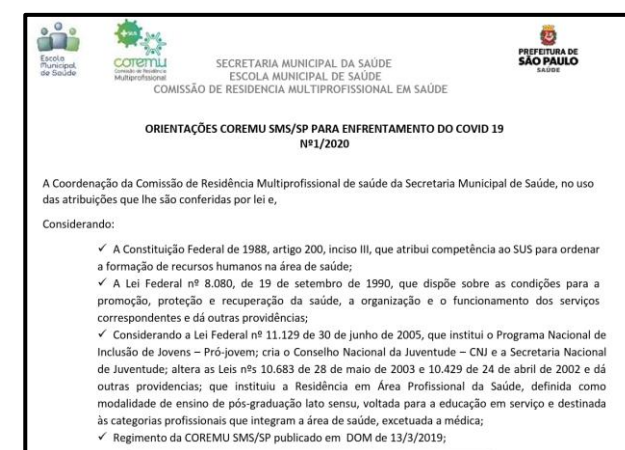 Escola
Municipal
de Saúde
coremu
Comissão de Residência
Multiprofissional
PREFEITURA DE
SÃO PAULO
SAÚDE
SECRETARIA MUNICIPAL DA SAÚDE
ESCOLA MUNICIPAL DE SAÚDE
COMISSÃO DE RESIDENCIA MULTIPROFISSIONAL EM SAÚDE
ORIENTAÇÕES COREMU SMS/SP PARA ENFRENTAMENTO DO COVID 19
Nº1/2020
A Coordenação da Comissão de Residência Multiprofissional de saúde da Secretaria Municipal de Saúde, no uso
das atribuições que lhe são conferidas por lei e,
Considerando:
✓ A Constituição Federal de 1988, artigo 200, inciso III, que atribui competência ao SUS para ordenar
a formação de recursos humanos na área de saúde;
✓ A Lei Federal nº 8.080, de 19 de setembro de 1990, que dispõe sobre as condições para a
promoção, proteção e recuperação da saúde, a organização e o funcionamento dos serviços
correspondentes e dá outras providências;
✓ Considerando a Lei Federal nº 11.129 de 30 de junho de 2005, que institui o Programa Nacional de
Inclusão de Jovens – Pró-jovem; cria o Conselho Nacional da Juventude – CNJ e a Secretaria Nacional
de Juventude; altera as Leis nºs 10.683 de 28 de maio de 2003 e 10.429 de 24 de abril de 2002 e dá
outras providencias; que instituiu a Residência em Área Profissional da Saúde, definida como
modalidade de ensino de pós-graduação lato sensu, voltada para a educação em serviço e destinada
às categorias profissionais que integram a área de saúde, excetuada a médica;
✓ Regimento da COREMU SMS/SP publicado em DOM de 13/3/2019;